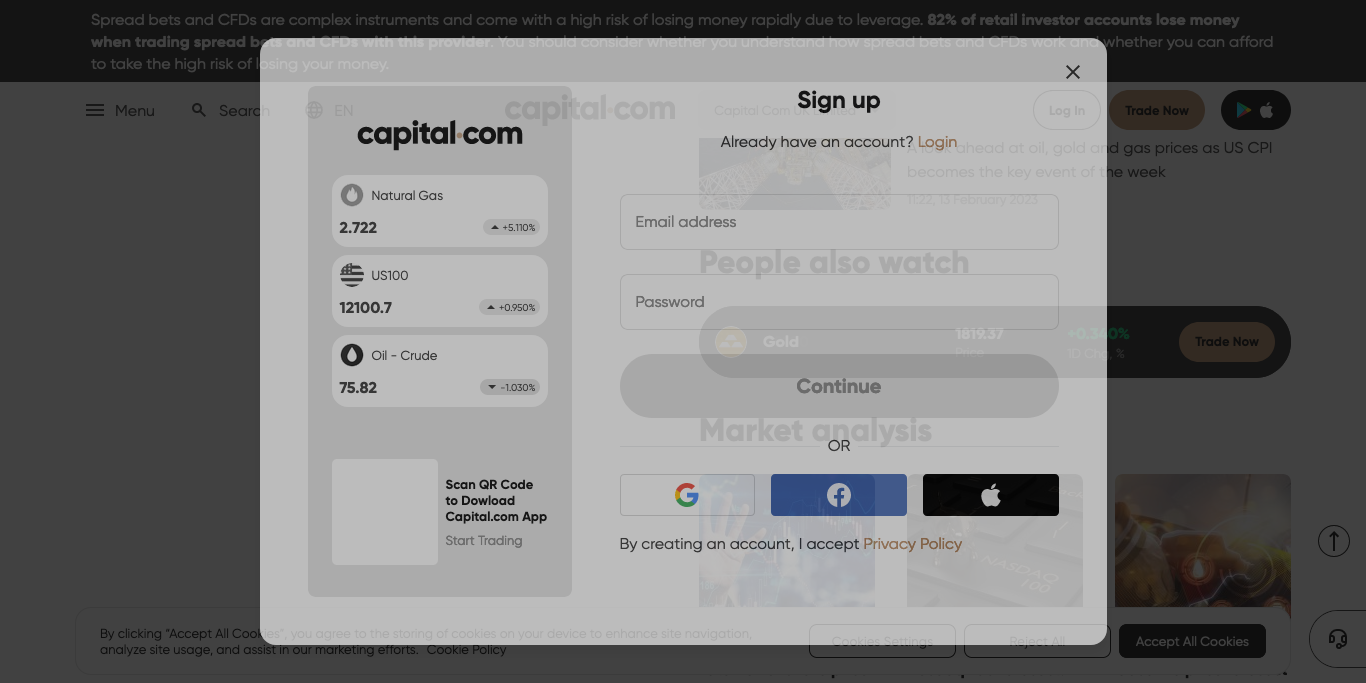 Spread bets and CFDs are complex instruments and come with a high risk of losing money rapidly due to leverage. 82% of retail investor accounts lose money
when trading spread bets and CFDs with this provider. You should consider whether you understand how spread bets and CFDs work and whether you can afford
to take the high risk of losing your money.
Menu
Search
EN
capital.com
Capital Com
Log In
Trade Now
A look ahead at oil, gold and gas prices as US CPI
becomes the key event of the week
11:22, 13 February 2023
People also watch
Gold
1819.37
Price
+0.340%
1D Chg, %
Trade Now
Market analysis
NASDAQ
100
capital.com
Natural Gas
2.722
+5.110%
US100
12100.7
+0.950%
Oil - Crude
75.82
-1.030%
Scan QR Code
to Dowload
Capital.com App
Start Trading
Sign up
Already have an account? Login
Email address
Password
Continue
OR
By creating an account, I accept Privacy Policy
By clicking “Accept All Cookies”, you agree to the storing of cookies on your device to enhance site navigation,
analyze site usage, and assist in our marketing efforts. Cookie Policy
Cookies Settings
Reject All
Accept All Cookies